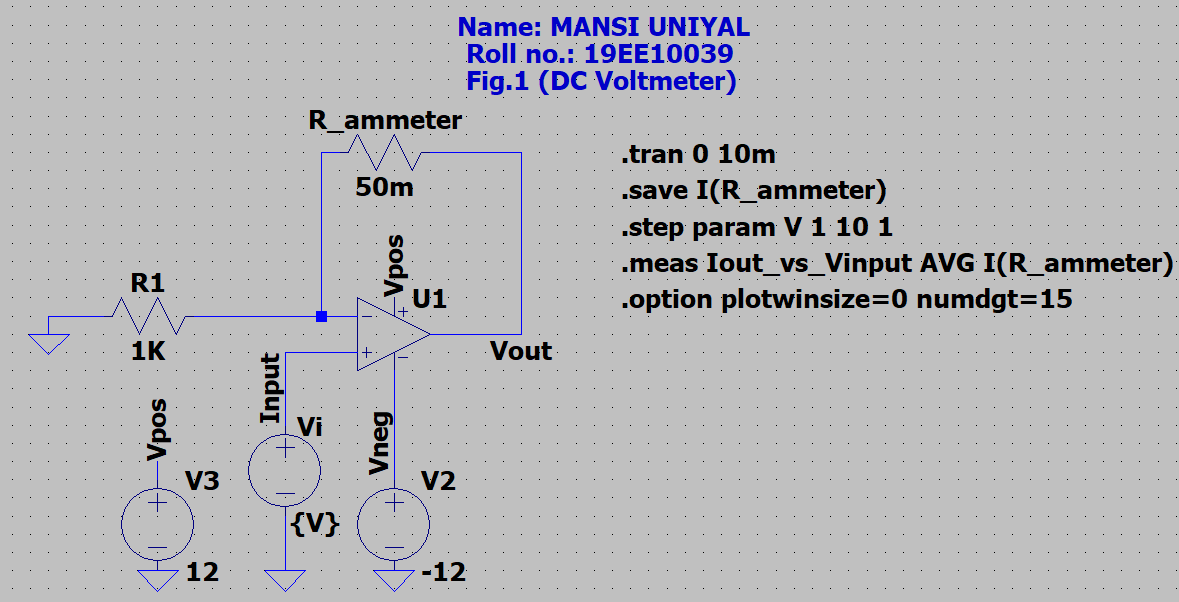 Name: MANSI UNIYAL
Roll no.: 19EE10039
Fig.1 (DC Voltmeter)
R_ammeter
50m
.tran 0 10m
.save I(R_ammeter)
.step param V 1 10 1
.meas Iout_vs_Vinput AVG I(R_ammeter)
.option plotwinsize=0 numdgt=15
Vpos
U1
R1
1K
Vout
Input
Vpos
Vi
Vneg
V3
V2
{V}
12
-12